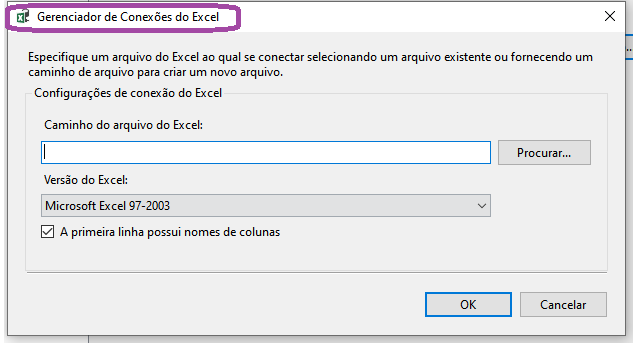 Gerenciador de Conexões do Excel
Especifique um arquivo do Excel ao qual se conectar selecionando um arquivo existente ou fornecendo um
caminho de arquivo para criar um novo arquivo.
Configurações de conexão do Excel
Caminho do arquivo do Excel:
Procurar...
Versão do Excel:
Microsoft Excel 97-2003
A primeira linha possui nomes de colunas
OK Cancelar